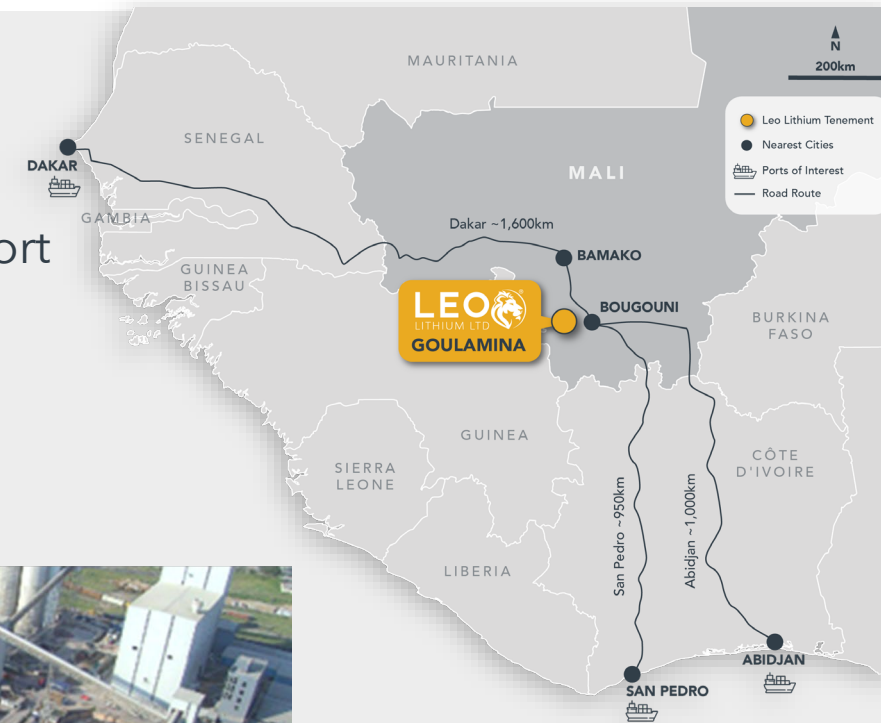 MAURITANIA
N
200km
Leo Lithium Tenement
Nearest Cities
Ports of Interest
Road Route
SENEGAL
DAKAR
MALI
GAMBIA
Dakar ~1,600km
ort
BAMAKO
GUINEA
BISSAU
LEO
LITHIUM LTD
GOULAMINA
BOUGOUNI
BURKINA
FASO
GUINEA
SIERRA
LEONE
CÔTE
D'IVOIRE
San Pedro ~950km
Abidjan ~1,000km
LIBERIA
ABIDJAN
SAN PEDRO